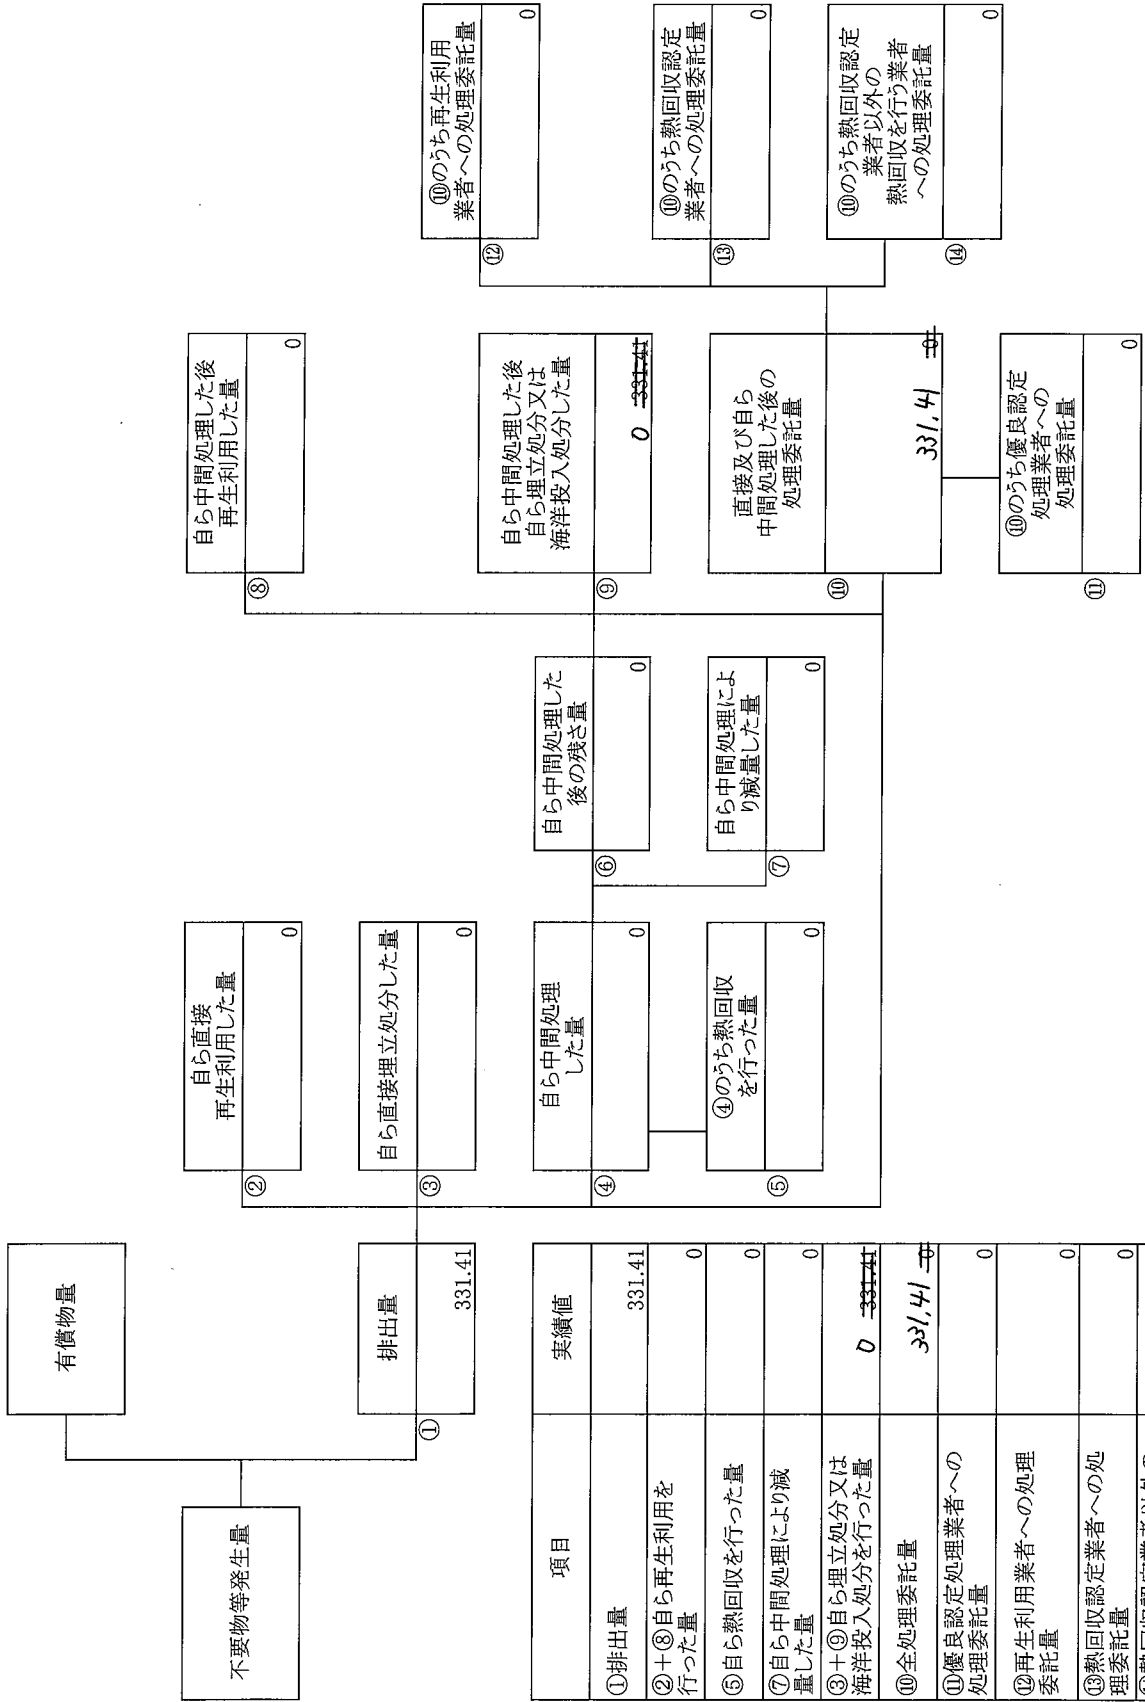 有償物量
不要物等発生量
①
排出量
331.41
②
自ら直接
再生利用した量
0
③
自ら直接埋立処分した量
0
④
自ら中間処理
した量
0
⑤
④のうち熱回収
を行った量
0
⑥
自ら中間処理した
後の残さ量
0
⑦
自ら中間処理によ
り減量した量
0
⑧
自ら中間処理した後
再生利用した量
0
⑨
自ら中間処理した後
自ら埋立処分又は
海洋投入処分した量
0 331.41
⑩
直接及び自ら
中間処理した後の
処理委託量
331.41 0
⑪
⑩のうち優良認定
処理業者への
処理委託量
0
⑫
⑩のうち再生利用
業者への処理委託量
0
⑬
⑩のうち熱回収認定
業者への処理委託量
0
⑭
⑩のうち熱回収認定
業者以外の
熱回収を行う業者
への処理委託量
0
項目 実績値
①排出量 331.41
②+⑧自ら再生利用を
行った量 0
⑤自ら熱回収を行った量 0
⑦自ら中間処理により減
量した量 0
③+⑨自ら埋立処分又は
海洋投入処分を行った量 0 331.41
⑩全処理委託量 331.41 0
⑪優良認定処理業者への
処理委託量 0
⑫再生利用業者への処理
委託量 0
⑬熱回収認定業者への処
理委託量 0